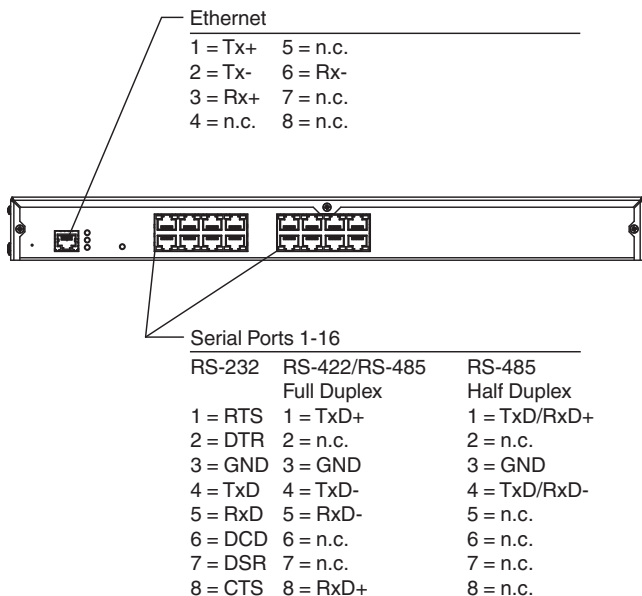 Ethernet
1 = Tx+ 5 = n.c.
2 = Tx- 6 = Rx-
3 = Rx+ 7 = n.c.
4 = n.c. 8 = n.c.
Serial Ports 1-16
RS-232 RS-422/RS-485 RS-485
Full Duplex Half Duplex
1 = RTS 1 = TxD+ 1 = TxD/RxD+
2 = DTR 2 = n.c. 2 = n.c.
3 = GND 3 = GND 3 = GND
4 = TxD 4 = TxD- 4 = TxD/RxD-
5 = RxD 5 = RxD- 5 = n.c.
6 = DCD 6 = n.c. 6 = n.c.
7 = DSR 7 = n.c. 7 = n.c.
8 = CTS 8 = RxD+ 8 = n.c.